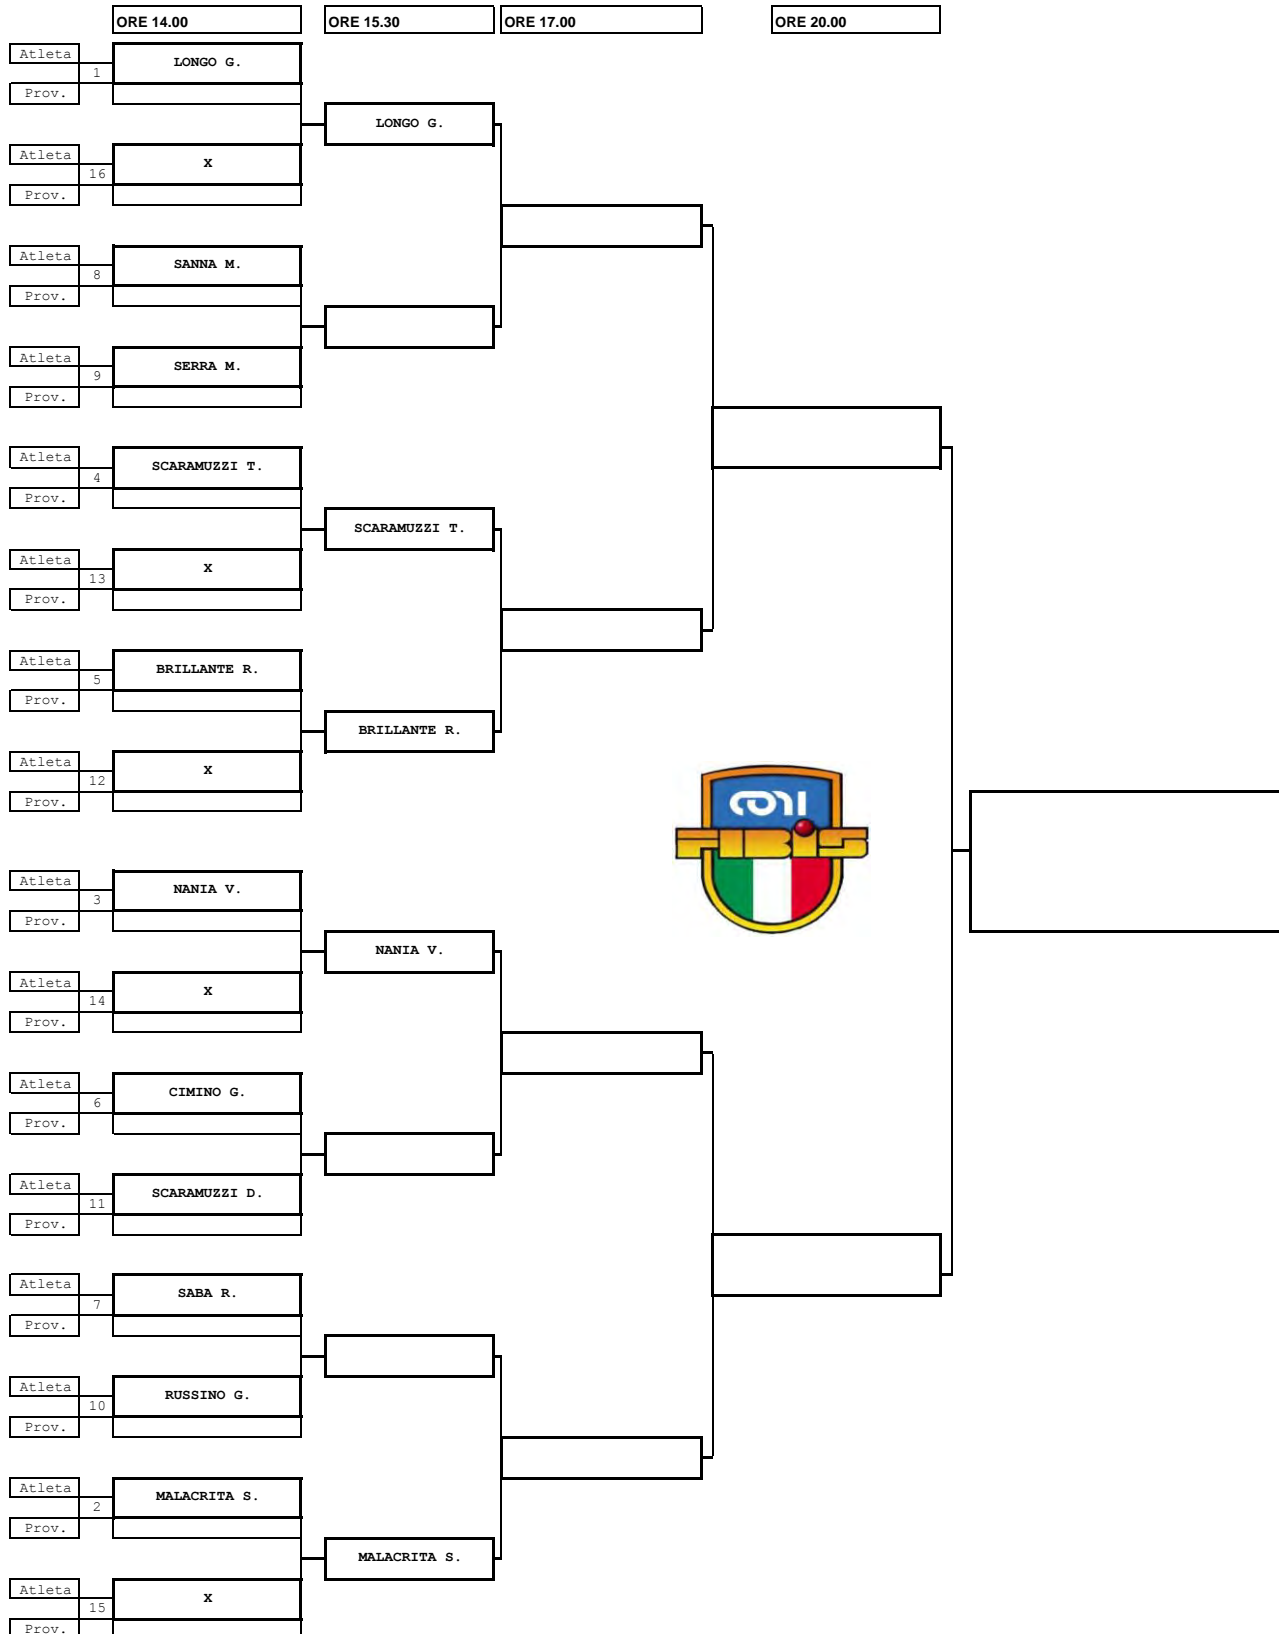 ORE 14.00 ORE 15.30 ORE 17.00 ORE 20.00
Atleta
1 LONGO G.
Prov.
LONGO G.
Atleta
16 X
Prov.
Atleta
8 SANNA M.
Prov.
Atleta
9 SERRA M.
Prov.
Atleta
4 SCARAMUZZI T.
Prov.
SCARAMUZZI T.
Atleta
13 X
Prov.
Atleta
5 BRILLANTE R.
Prov.
BRILLANTE R.
Atleta
12 X
Prov.
CONI
FIBiS
Atleta
3 NANIA V.
Prov.
NANIA V.
Atleta
14 X
Prov.
Atleta
6 CIMINO G.
Prov.
Atleta
11 SCARAMUZZI D.
Prov.
Atleta
7 SABA R.
Prov.
Atleta
10 RUSSINO G.
Prov.
Atleta
2 MALACRITA S.
Prov.
MALACRITA S.
Atleta
15 X
Prov.